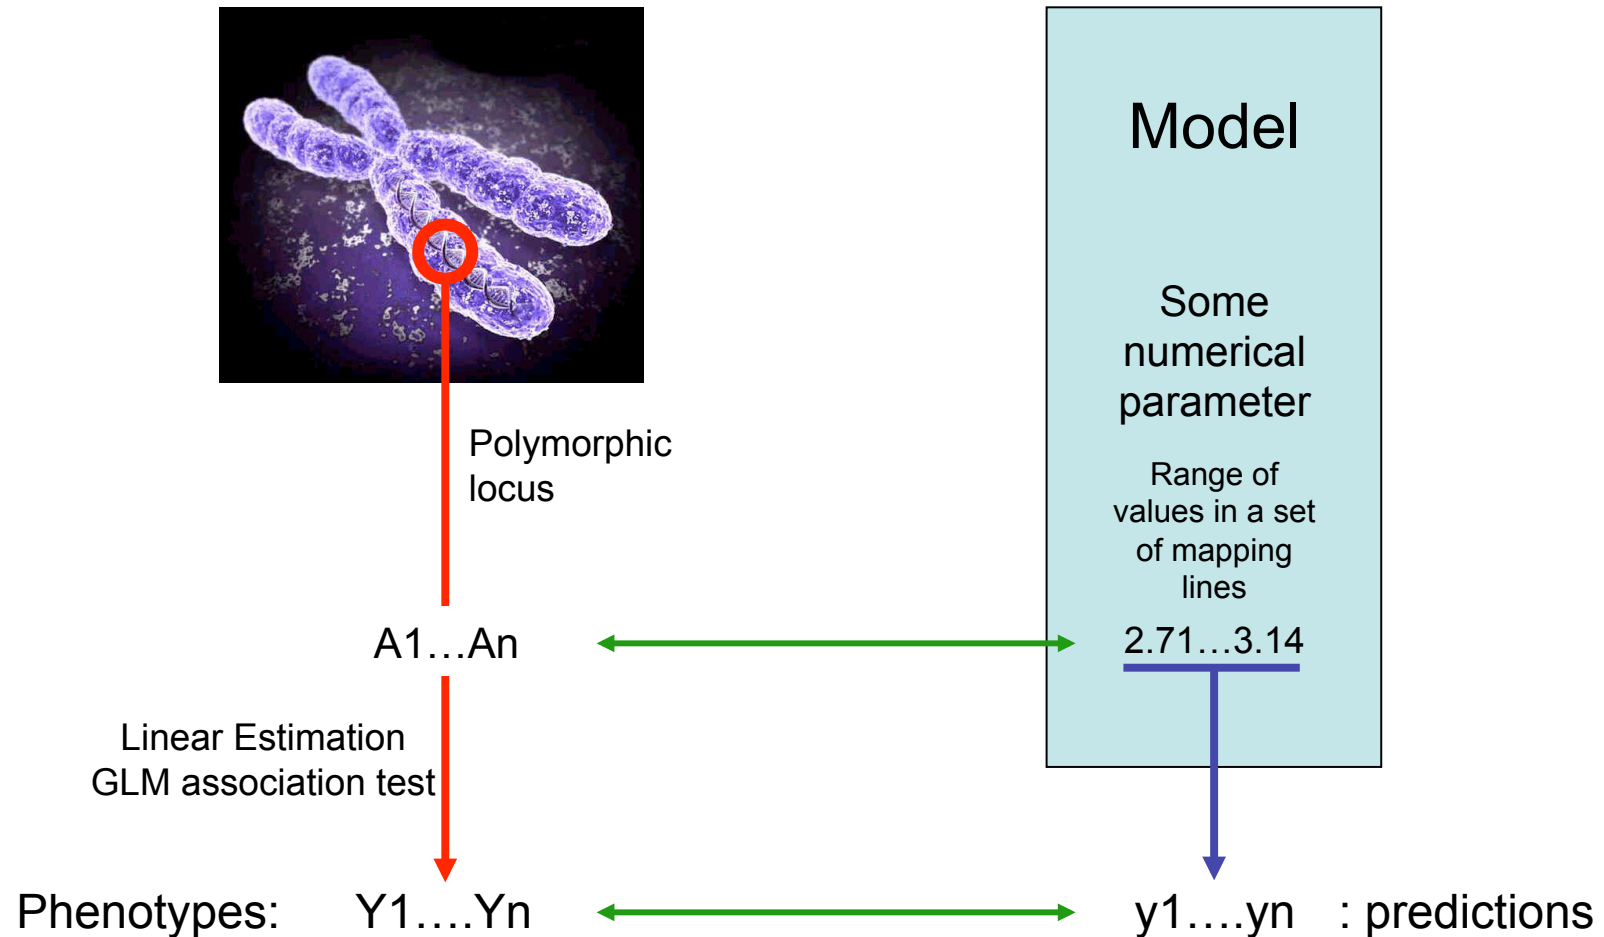 Model
Some
numerical
parameter
Polymorphic
locus
Range of
values in a set
of mapping
lines
A1…An
2.71…3.14
Linear Estimation
GLM association test
Phenotypes: Y1….Yn y1….yn : predictions